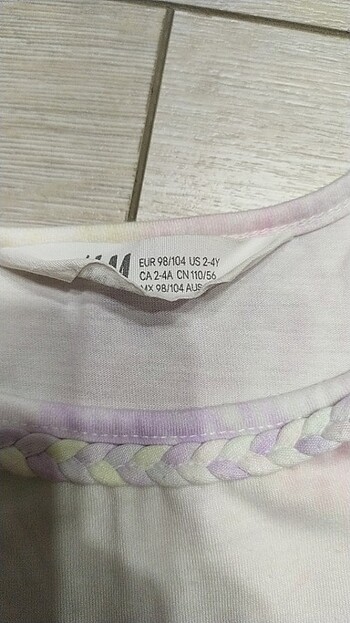 EUR 98/104 US 2-4Y
CA 2-4A CN 110/56
MX 98/104 AUS